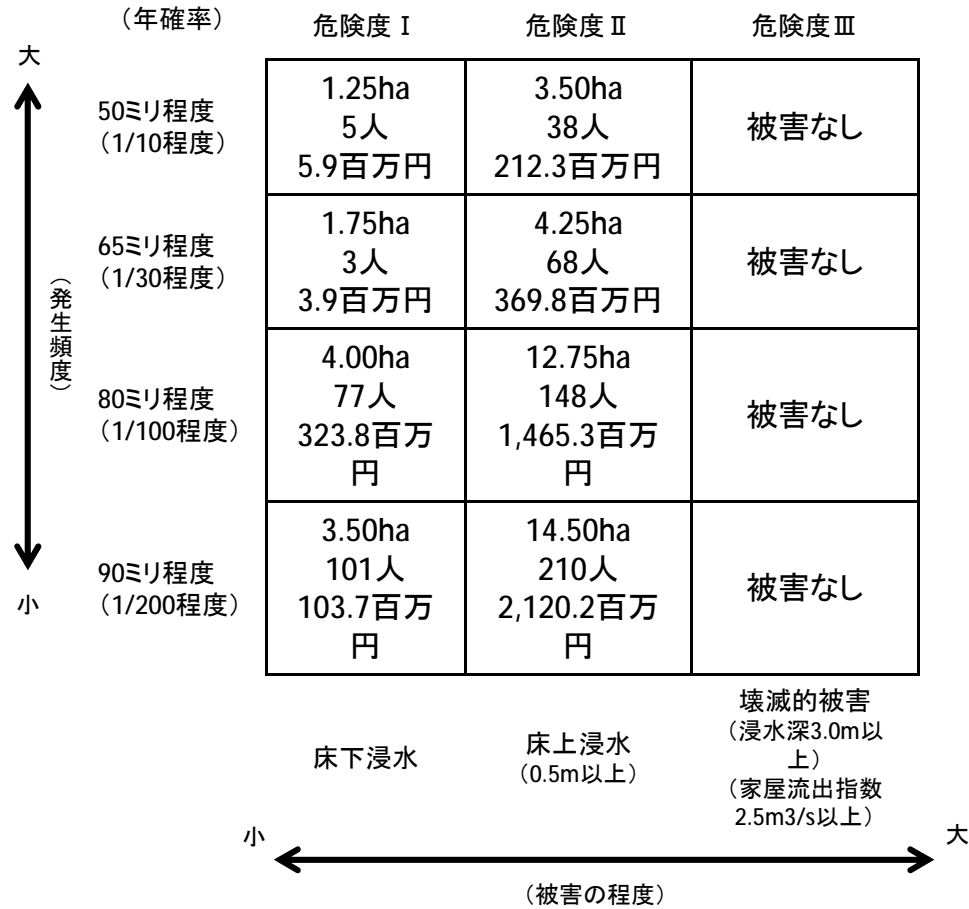 （年確率）
危険度Ⅰ
危険度Ⅱ
危険度Ⅲ
大
50ミリ程度
（1/10程度）
1.25ha
5人
5.9百万円
3.50ha
38人
212.3百万円
被害なし
65ミリ程度
（1/30程度）
1.75ha
3人
3.9百万円
4.25ha
68人
369.8百万円
被害なし
（発生頻度）
80ミリ程度
（1/100程度）
4.00ha
77人
323.8百万
円
12.75ha
148人
1,465.3百万
円
被害なし
90ミリ程度
（1/200程度）
3.50ha
101人
103.7百万
円
14.50ha
210人
2,120.2百万
円
被害なし
小
床下浸水
床上浸水
（0.5m以上）
壊滅的被害
（浸水深3.0m以
上）
（家屋流出指数
2.5m3/s以上）
小
大
（被害の程度）